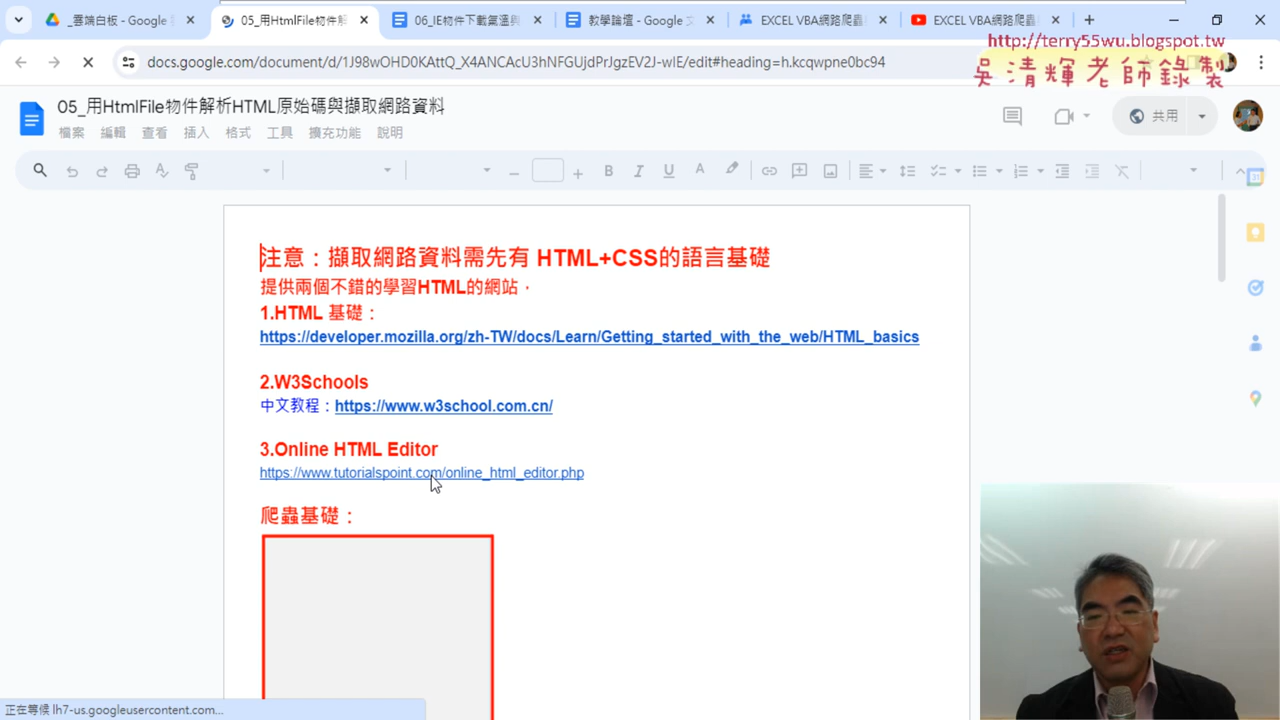 _雲端白板 - Google
05_用HtmlFile物件解
06_IE物件下載氣溫與
教學論壇 - Google 文
EXCEL VBA網路爬蟲
EXCEL VBA網路爬蟲
http://terry55wu.blogspot.tw
docs.google.com/document/d/1J98wOHD0KAttQ_X4ANCAcU3hNFGUjdPrJgzEV2J-wIE/edit#heading=h.kcqwpne0bc94
吳清輝老師錄製
05_用HtmlFile物件解析HTML原始碼與擷取網路資料
檔案 編輯 查看 插入 格式 工具 擴充功能 說明
共用
注意：擷取網路資料需先有 HTML+CSS的語言基礎
提供兩個不錯的學習HTML的網站，
1.HTML 基礎：
https://developer.mozilla.org/zh-TW/docs/Learn/Getting_started_with_the_web/HTML_basics
2.W3Schools
中文教程：https://www.w3school.com.cn/
3.Online HTML Editor
https://www.tutorialspoint.com/online_html_editor.php
爬蟲基礎：
正在等候 lh7-us.googleusercontent.com...